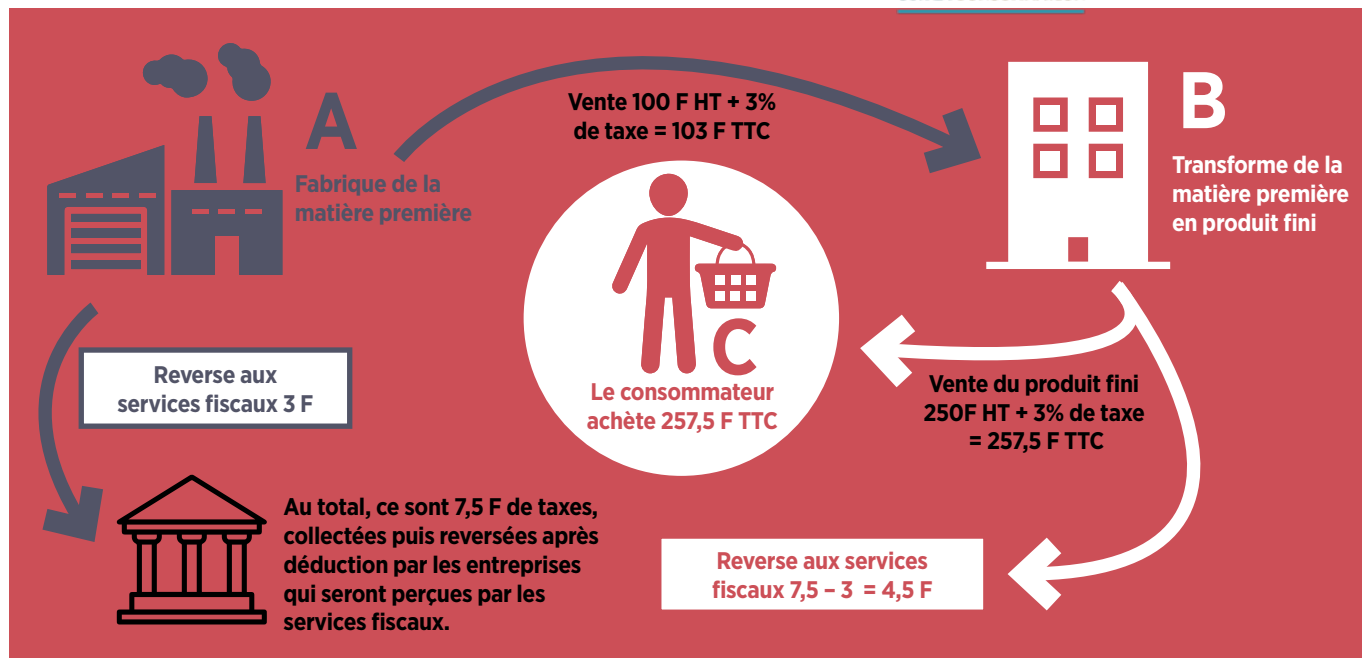 A
Fabrique de la
matière première
Vente 100 F HT + 3%
de taxe = 103 F TTC
B
Transforme de la
matière première
en produit fini
C
Le consommateur
achète 257,5 F TTC
Vente du produit fini
250F HT + 3% de taxe
= 257,5 F TTC
Reverse aux
services fiscaux 3 F
Au total, ce sont 7,5 F de taxes,
collectées puis reversées après
déduction par les entreprises
qui seront perçues par les
services fiscaux.
Reverse aux services
fiscaux 7,5 – 3 = 4,5 F